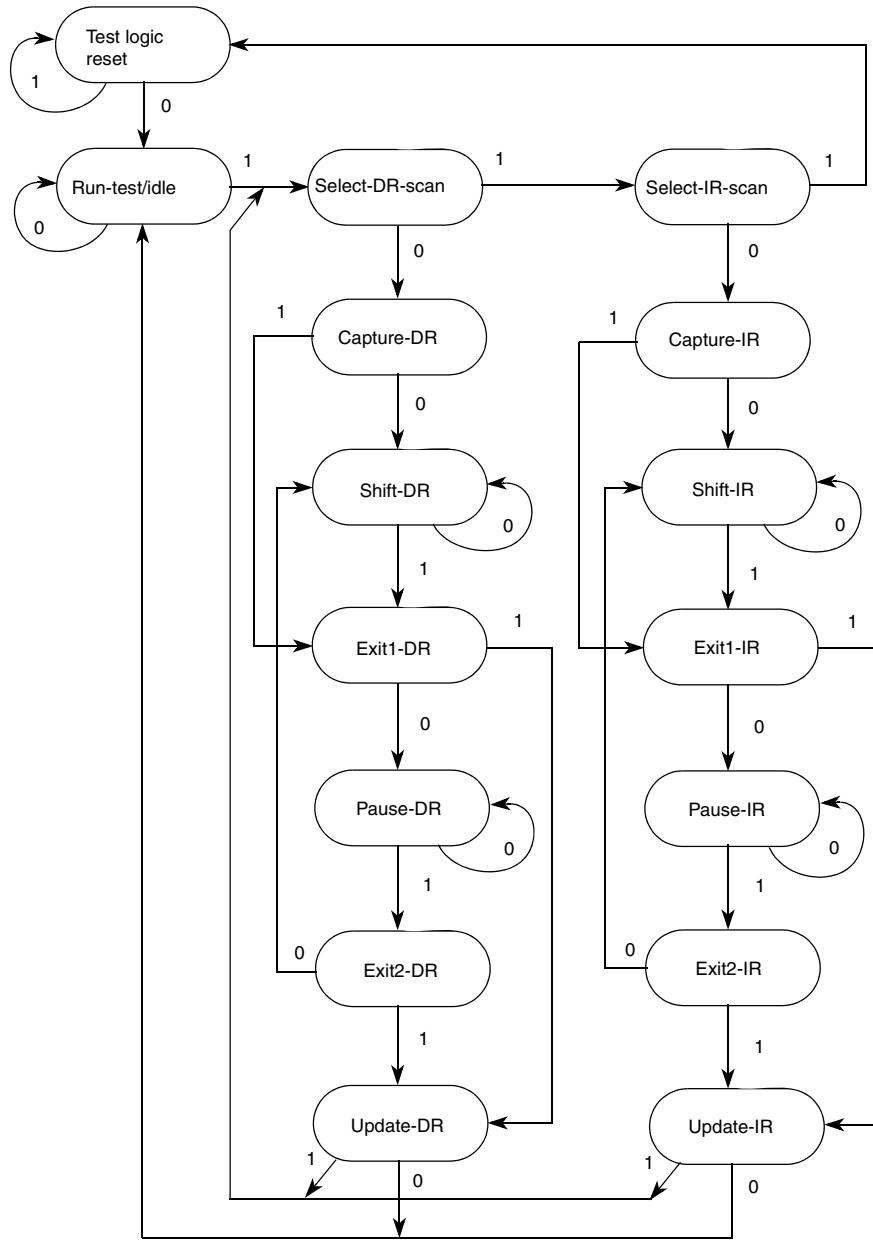 Test logic
reset
1
0
Run-test/idle
1
Select-DR-scan
1
Select-IR-scan
1
0
0
0
1
Capture-DR
1
Capture-IR
0
0
Shift-DR
0
Shift-IR
0
1
1
Exit1-DR
1
Exit1-IR
1
0
0
Pause-DR
0
Pause-IR
0
1
1
0
Exit2-DR
0
Exit2-IR
1
1
Update-DR
Update-IR
1
0
1
0